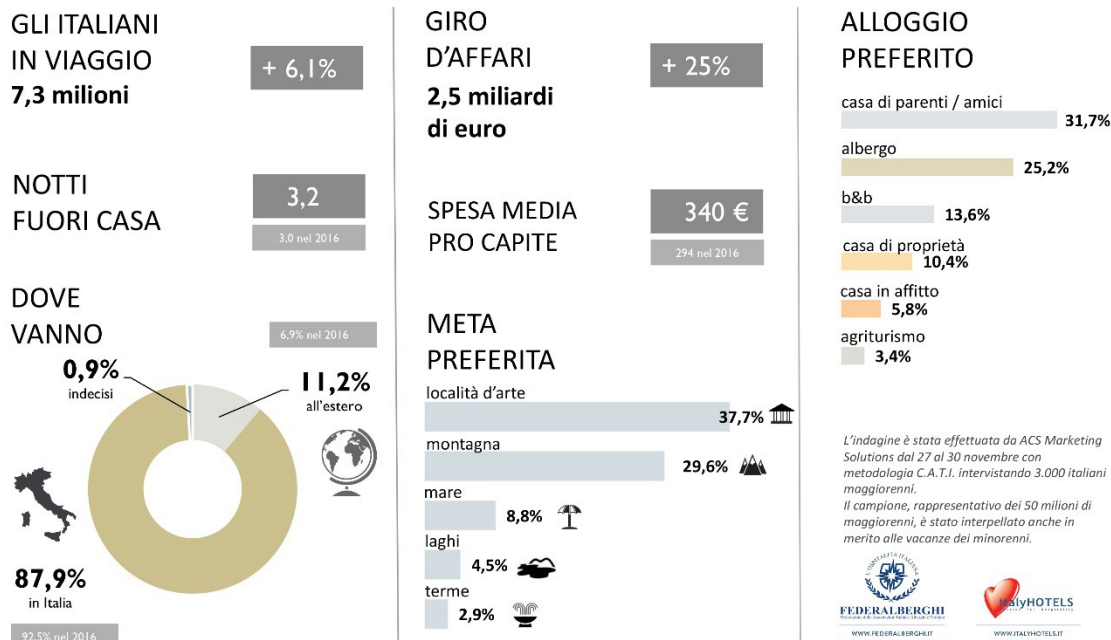 GLI ITALIANI
IN VIAGGIO
7,3 milioni
+ 6,1%
NOTTI
FUORI CASA
3,2
3,0 nel 2016
DOVE
VANNO
6,9% nel 2016
0,9%
indecisi
11,2%
all'estero
87,9%
in Italia
92,5% nel 2016
GIRO
D'AFFARI
2,5 miliardi
di euro
+ 25%
SPESA MEDIA
PRO CAPITE
340 €
294 nel 2016
META
PREFERITA
località d'arte
37,7%
montagna
29,6%
mare
8,8%
laghi
4,5%
terme
2,9%
ALLOGGIO
PREFERITO
casa di parenti / amici
31,7%
albergo
25,2%
b&b
13,6%
casa di proprietà
10,4%
casa in affitto
5,8%
agriturismo
3,4%
L'indagine è stata effettuata da ACS Marketing
Solutions dal 27 al 30 novembre con
metodologia C.A.T.I. intervistando 3.000 italiani
maggiorenni.
Il campione, rappresentativo dei 50 milioni di
maggiorenni, è stato interpellato anche in
merito alle vacanze dei minorenni.
FEDERALBERGHI
WWW.FEDERALBERGHI.IT
italyHOTELS
WWW.ITALYHOTELS.IT